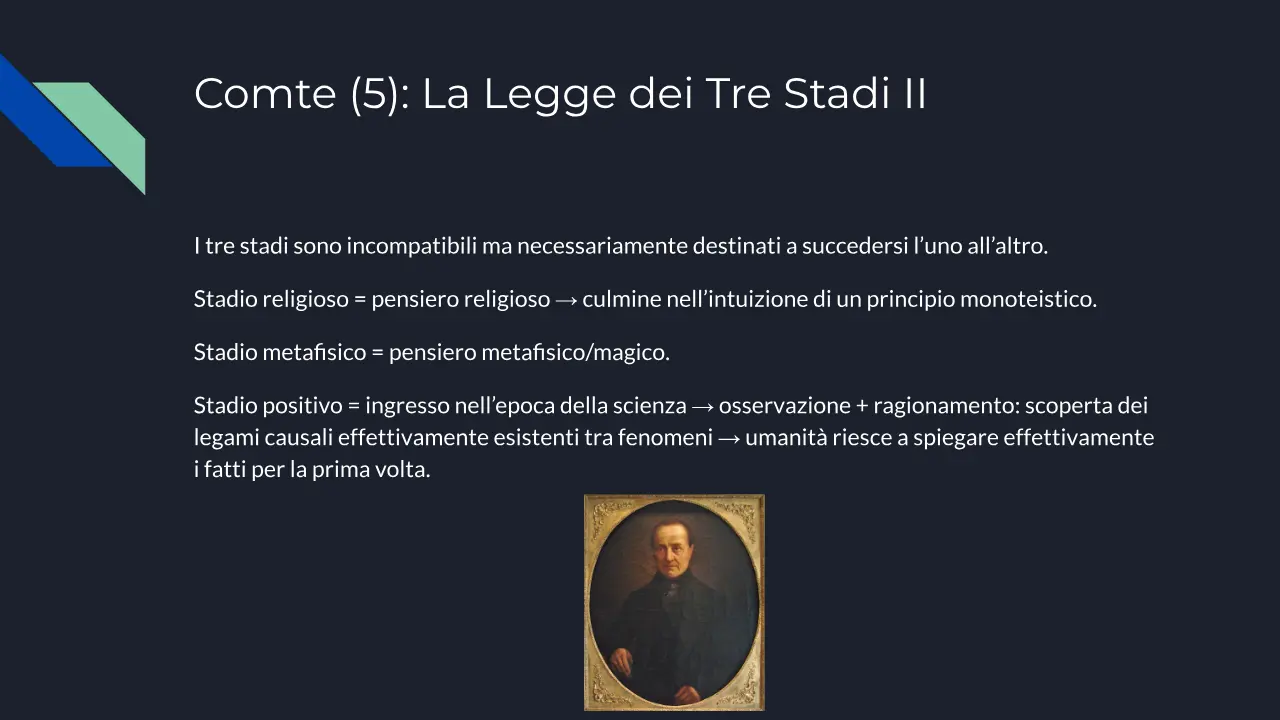 Comte (5): La Legge dei Tre Stadi II
I tre stadi sono incompatibili ma necessariamente destinati a succedersi l’uno all’altro.
Stadio religioso = pensiero religioso → culmine nell’intuizione di un principio monoteistico.
Stadio metafisico = pensiero metafisico/magico.
Stadio positivo = ingresso nell’epoca della scienza → osservazione + ragionamento: scoperta dei
legami causali effettivamente esistenti tra fenomeni → umanità riesce a spiegare effettivamente
i fatti per la prima volta.